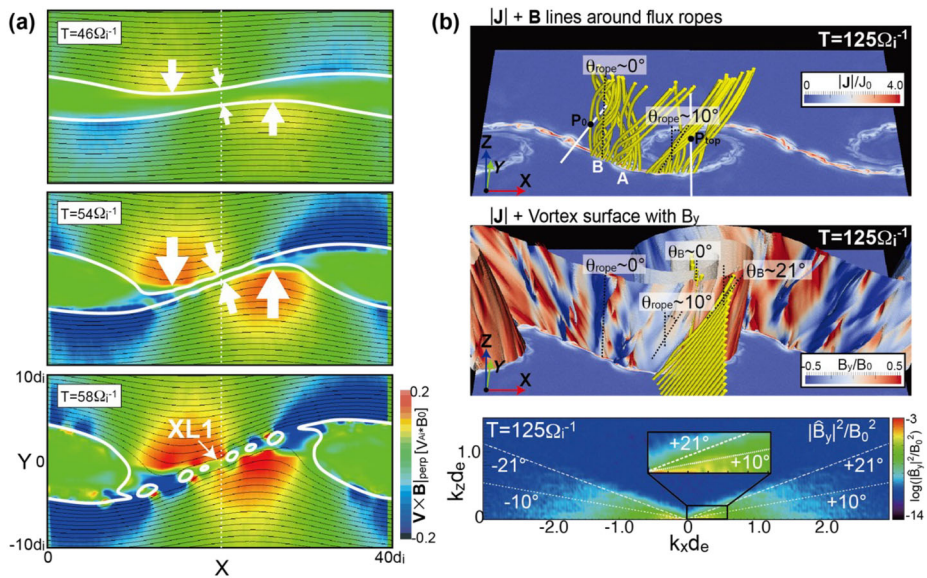 (a)
T=46Ωi-1
T=54Ωi-1
10di
T=58Ωi-1
XL1
Y 0
-10di
0 X 40di
0.2
V×B|perp [VAi*B0]
-0.2
(b)
|J| + B lines around flux ropes
T=125Ωi-1
θrope~0°
|J|/J0
0 4.0
θrope~10°
P0
Ptop
B
A
Z
Y
X
|J| + Vortex surface with By
T=125Ωi-1
θB~0°
θrope~0°
θB~21°
θrope~10°
Z
Y
X
By/B0
-0.5 0.5
T=125Ωi-1
|B̂y|2/B02
1.0
kzde
0
-21°
-10°
+21°
+10°
+21°
+10°
-2.0 -1.0 0 1.0 2.0
kxde
-3
log(|B̂y|2/B02)
-14